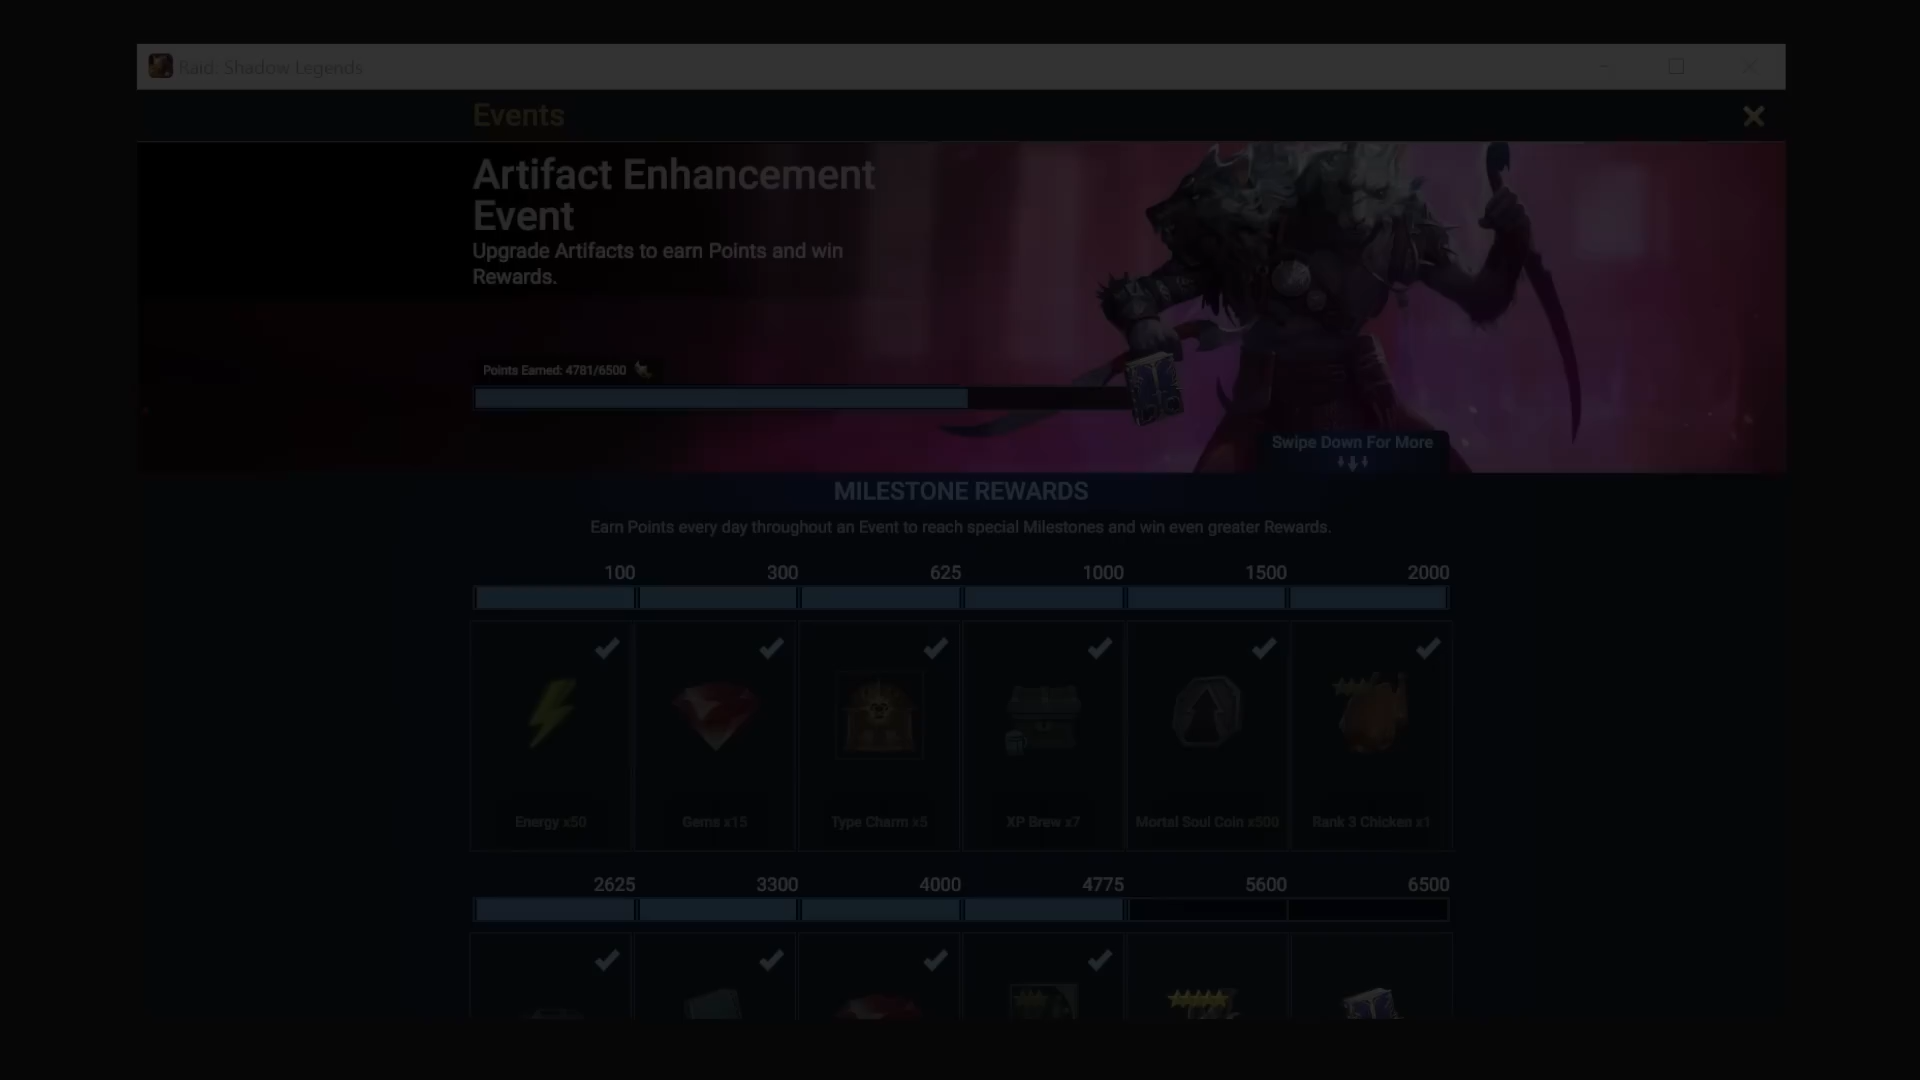 Raid: Shadow Legends
Events
Artifact Enhancement
Event
Upgrade Artifacts to earn Points and win
Rewards.
Points Earned: 4781/6500
Swipe Down For More
MILESTONE REWARDS
Earn Points every day throughout an Event to reach special Milestones and win even greater Rewards.
100 300 625 1000 1500 2000
Energy x50 Gems x15 Type Charm x5 XP Brew x7 Mortal Soul Coin x500 Rank 3 Chicken x1
2625 3300 4000 4775 5600 6500